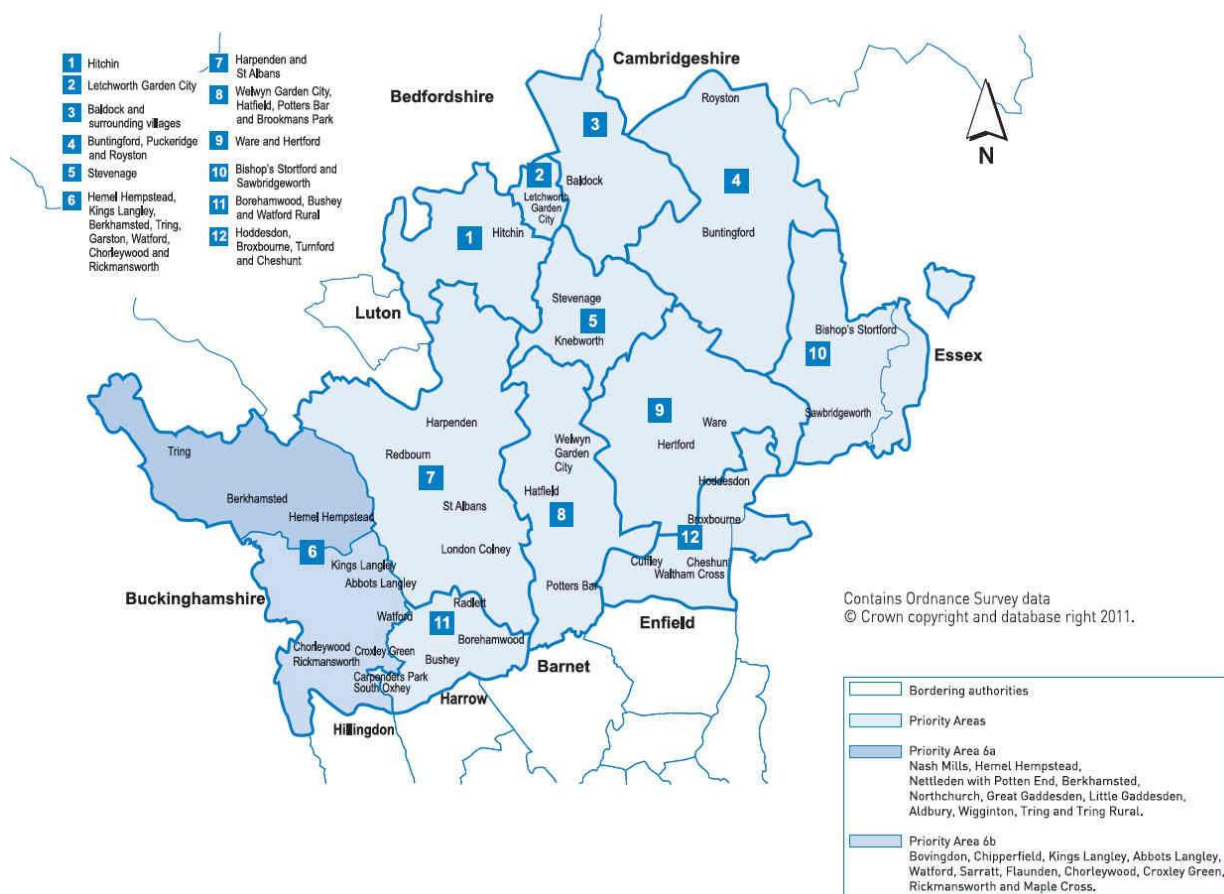 1 Hitchin
2 Letchworth Garden City
3 Baldock and
surrounding villages
4 Buntingford, Puckeridge
and Royston
5 Stevenage
6 Hemel Hempstead,
Kings Langley,
Berkhamsted, Tring,
Garston, Watford,
Chorleywood and
Rickmansworth
7 Harpenden and
St Albans
8 Welwyn Garden City,
Hatfield, Potters Bar
and Brookmans Park
9 Ware and Hertford
10 Bishop's Stortford and
Sawbridgeworth
11 Borehamwood, Bushey
and Watford Rural
12 Hoddesdon,
Broxbourne, Turnford
and Cheshunt
Cambridgeshire
Bedfordshire
Royston
N
3
2
Baldock
4
Letchworth
Garden
City
Hitchin
1
Buntingford
Stevenage
5
Knebworth
Luton
Bishop's Stortford
10
Essex
Sawbridgeworth
9
Ware
Hertford
Harpenden
Welwyn
Garden
City
Redbourn
7
Tring
Hatfield
8
Hoddesdon
Berkhamsted
St Albans
Hemel Hempstead
Broxbourne
12
London Colney
6
Kings Langley
Cuffley
Cheshunt
Waltham Cross
Abbots Langley
Potters Bar
Buckinghamshire
Radlett
Watford
11
Borehamwood
Enfield
Chorleywood
Croxley Green
Rickmansworth
Bushey
Barnet
Carpenders Park
South Oxhey
Harrow
Hillingdon
Contains Ordnance Survey data
© Crown copyright and database right 2011.
Bordering authorities
Priority Areas
Priority Area 6a
Nash Mills, Hemel Hempstead,
Nettleden with Potten End, Berkhamsted,
Northchurch, Great Gaddesden, Little Gaddesden,
Aldbury, Wigginton, Tring and Tring Rural.
Priority Area 6b
Bovingdon, Chipperfield, Kings Langley, Abbots Langley,
Watford, Sarratt, Flaunden, Chorleywood, Croxley Green,
Rickmansworth and Maple Cross.